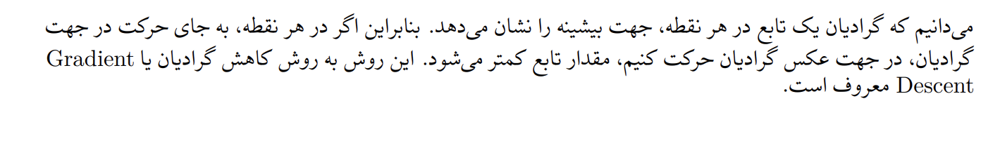 می‌دانیم که گرادیان یک تابع در هر نقطه، جهت بیشینه را نشان می‌دهد. بنابراین اگر در هر نقطه، به جای حرکت در جهت
گرادیان، در جهت عکس گرادیان حرکت کنیم، مقدار تابع کمتر می‌شود. این روش به روش کاهش گرادیان یا Gradient
Descent معروف است.